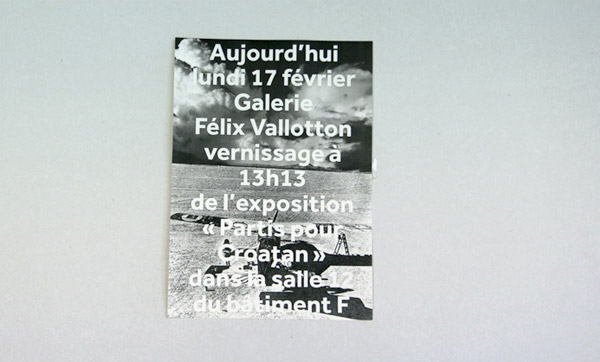 Aujourd’hui
lundi 17 février
Galerie
Félix Vallotton
vernissage à
13h13
de l’exposition
« Partis pour
Croatan »
dans la salle 12
du bâtiment F